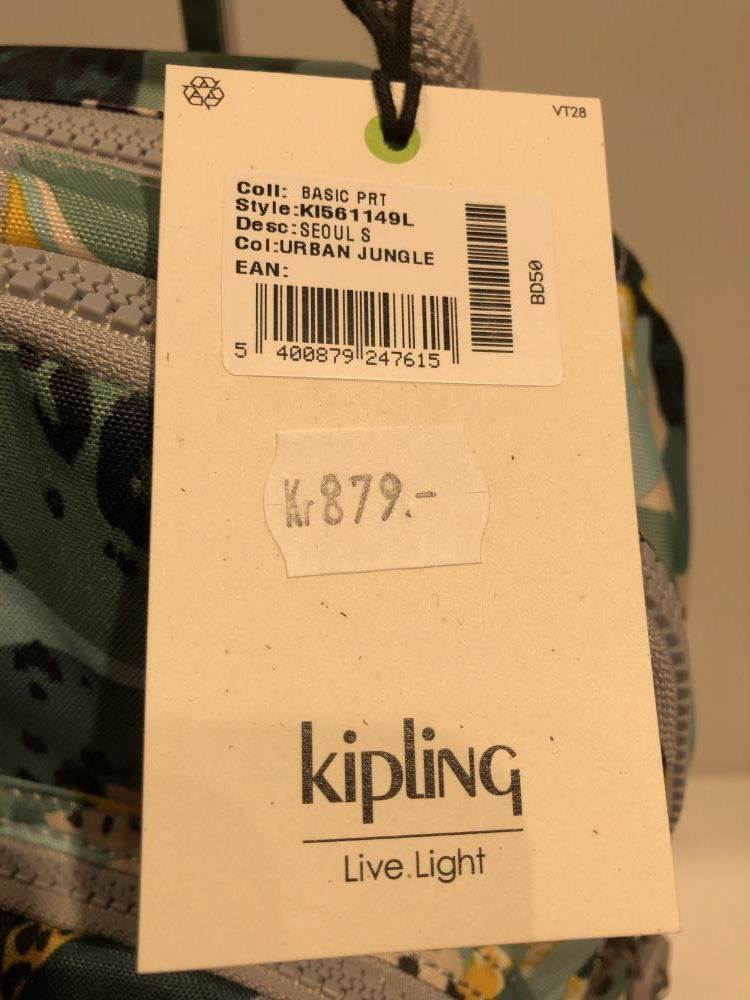 VT28
Coll: BASIC PRT
Style:KI561149L
Desc:SEOUL S
Col:URBAN JUNGLE
EAN:
5 400879 247615
BD50
Kr879.-
kipling
Live.Light